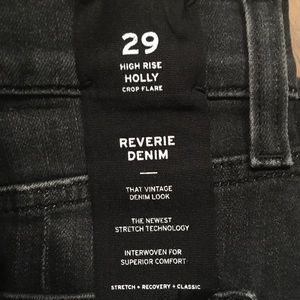 29
HIGH RISE
HOLLY
CROP FLARE
REVERIE
DENIM
THAT VINTAGE
DENIM LOOK
THE NEWEST
STRETCH TECHNOLOGY
INTERWOVEN FOR
SUPERIOR COMFORT
STRETCH + RECOVERY + CLASSIC